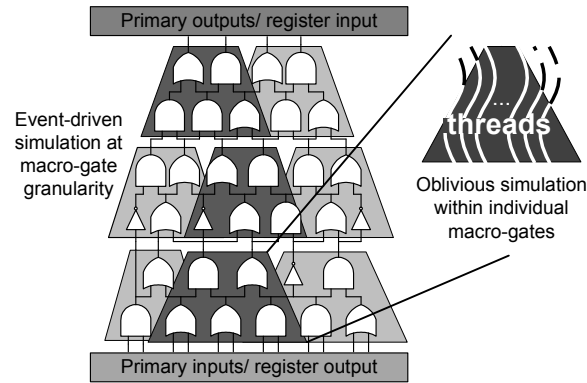 Primary outputs/ register input
Event-driven
simulation at
macro-gate
granularity
...
threads
Oblivious simulation
within individual
macro-gates
Primary inputs/ register output